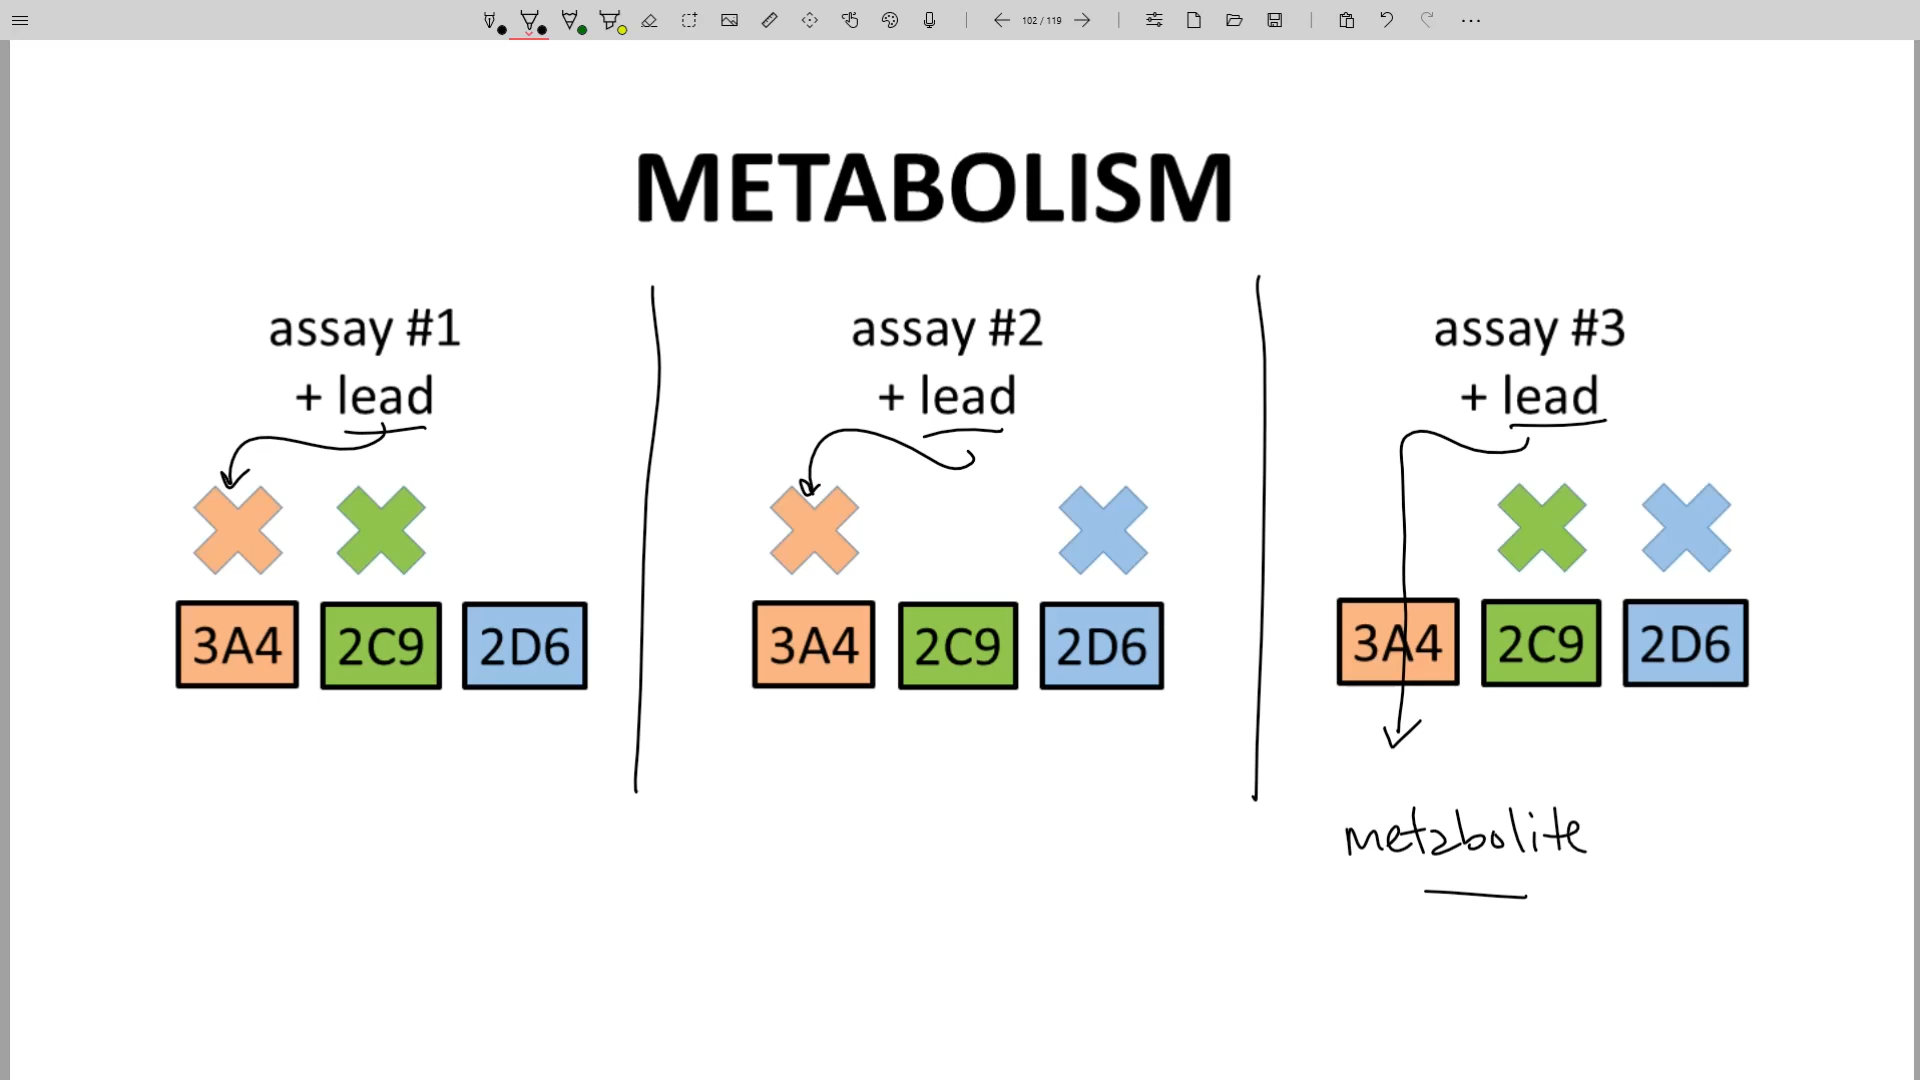 102 / 119
METABOLISM
assay #1
+ lead
3A4 2C9 2D6
assay #2
+ lead
3A4 2C9 2D6
assay #3
+ lead
3A4 2C9 2D6
metabolite